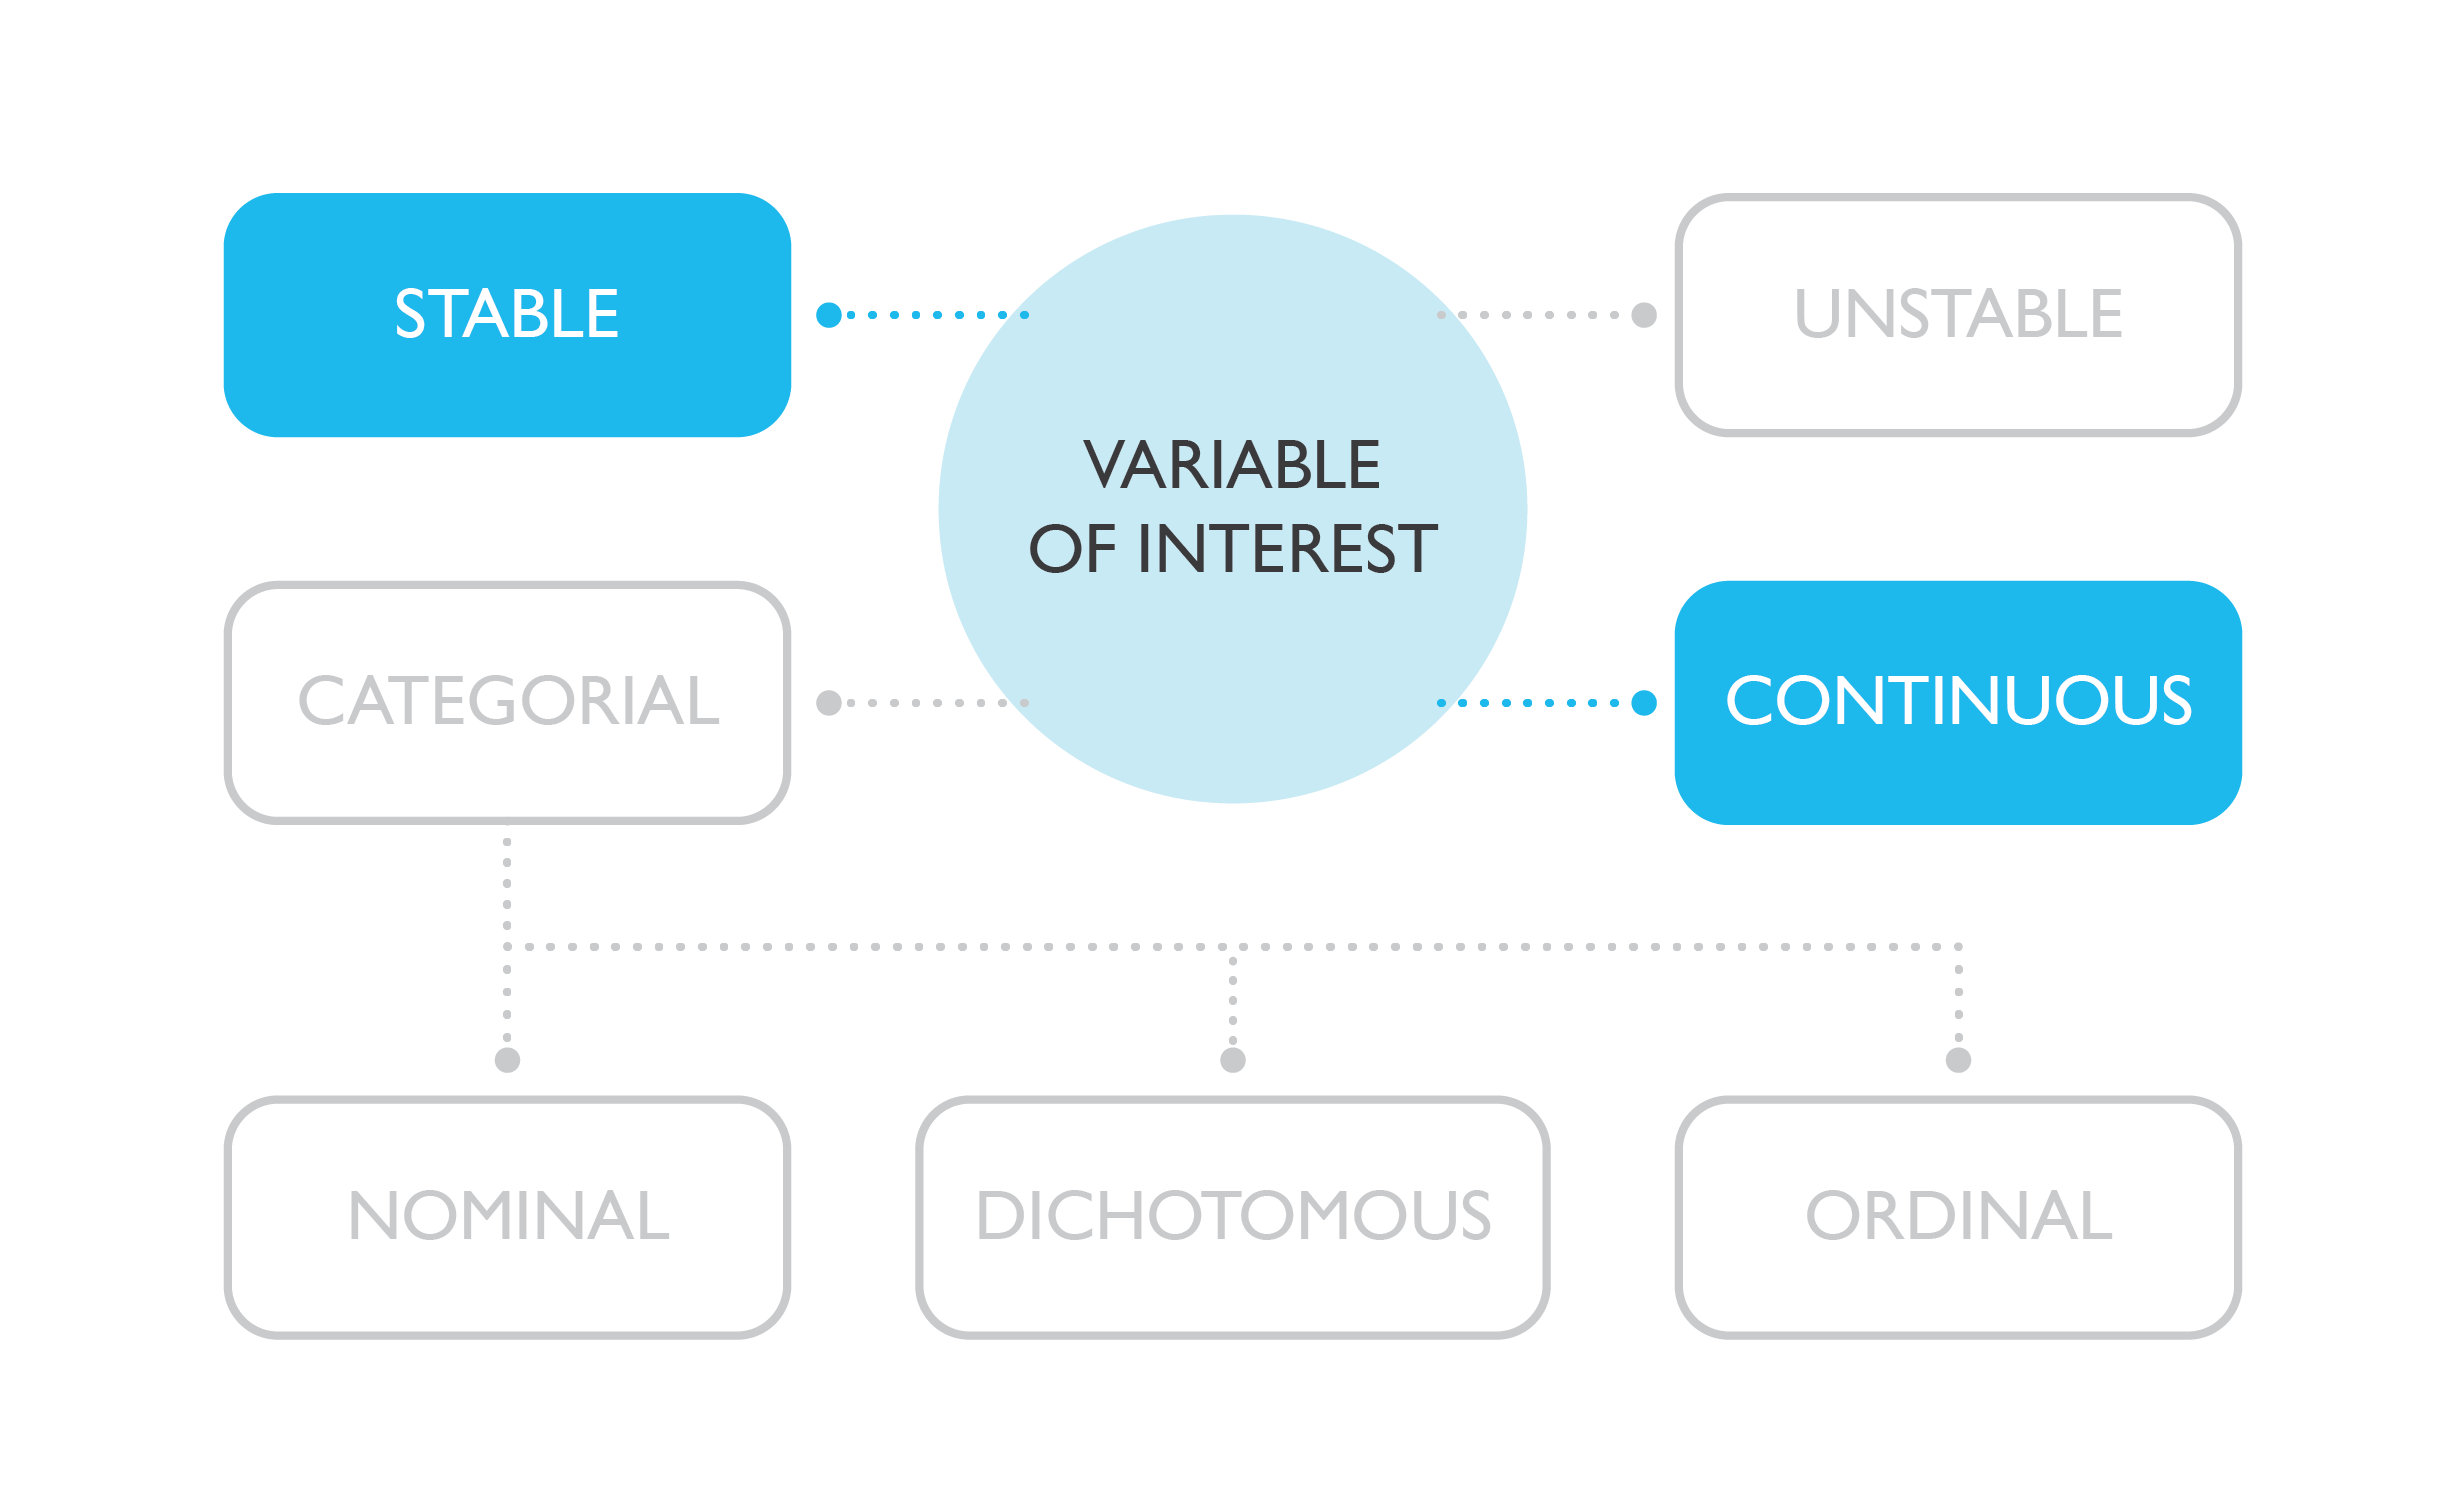 STABLE
UNSTABLE
VARIABLE
OF INTEREST
CATEGORIAL
CONTINUOUS
NOMINAL
DICHOTOMOUS
ORDINAL